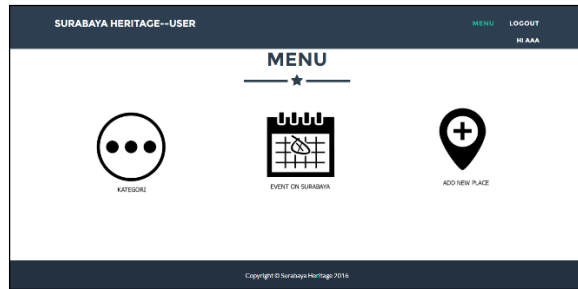 SURABAYA HERITAGE--USER
MENU LOGOUT
HI AAA
MENU
KATEGORI
EVENT ON SURABAYA
ADD NEW PLACE
Copyright © Surabaya Heritage 2016